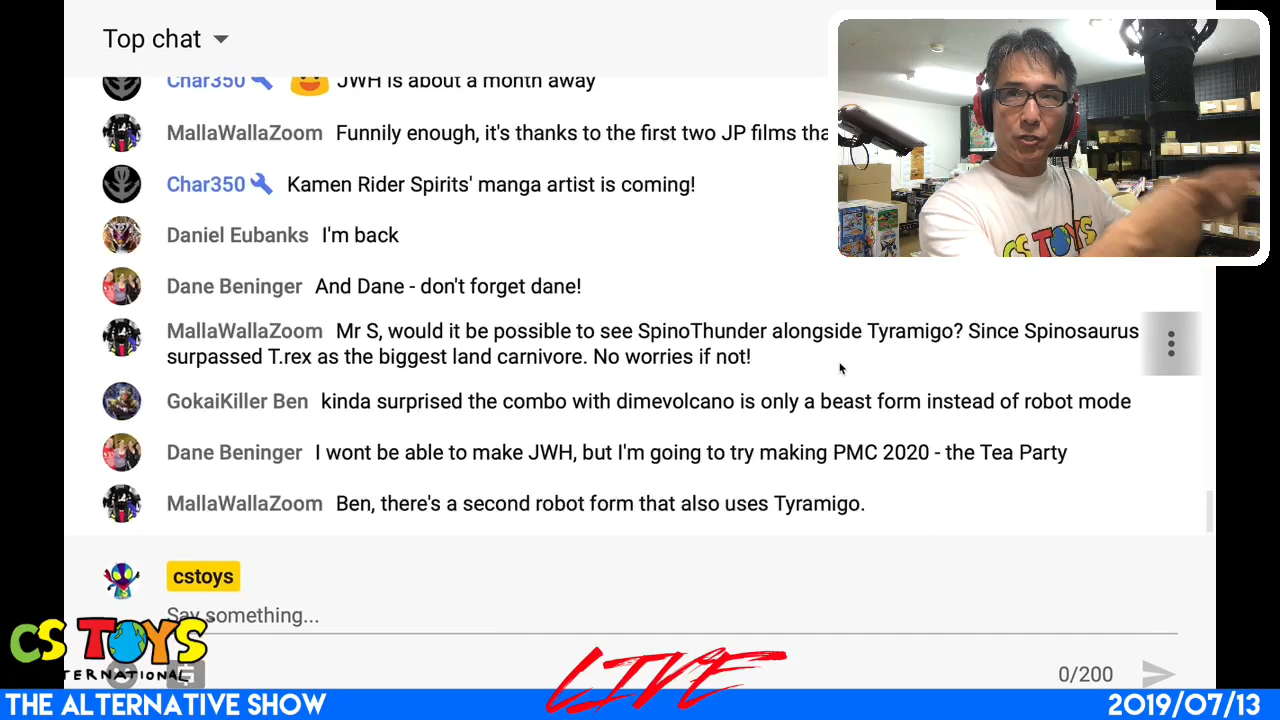 Top chat
Char350 JWH is about a month away
MallaWallaZoom Funnily enough, it's thanks to the first two JP films tha
Char350 Kamen Rider Spirits' manga artist is coming!
Daniel Eubanks I'm back
Dane Beninger And Dane - don't forget dane!
MallaWallaZoom Mr S, would it be possible to see SpinoThunder alongside Tyramigo? Since Spinosaurus
surpassed T.rex as the biggest land carnivore. No worries if not!
GokaiKiller Ben kinda surprised the combo with dimevolcano is only a beast form instead of robot mode
Dane Beninger I wont be able to make JWH, but I'm going to try making PMC 2020 - the Tea Party
MallaWallaZoom Ben, there's a second robot form that also uses Tyramigo.
cstoys
Say something...
0/200
CS TOYS
TERNATIONAL
LIVE
THE ALTERNATIVE SHOW
2019/07/13
CS TOYS